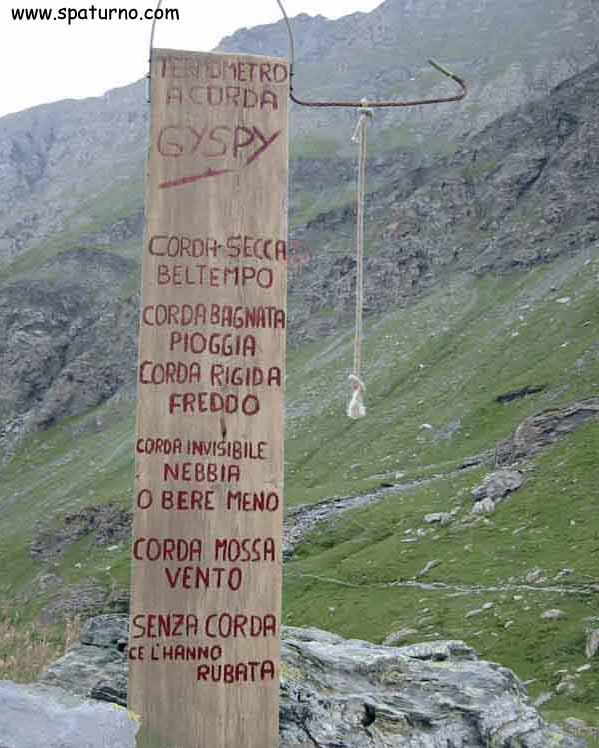 www.spaturno.com
TERMOMETRO
A CORDA
GYSPY
CORDA-SECCA
BELTEMPO
CORDA BAGNATA
PIOGGIA
CORDA RIGIDA
FREDDO
CORDA INVISIBILE
NEBBIA
O BERE MENO
CORDA MOSSA
VENTO
SENZA CORDA
CE L'HANNO
RUBATA